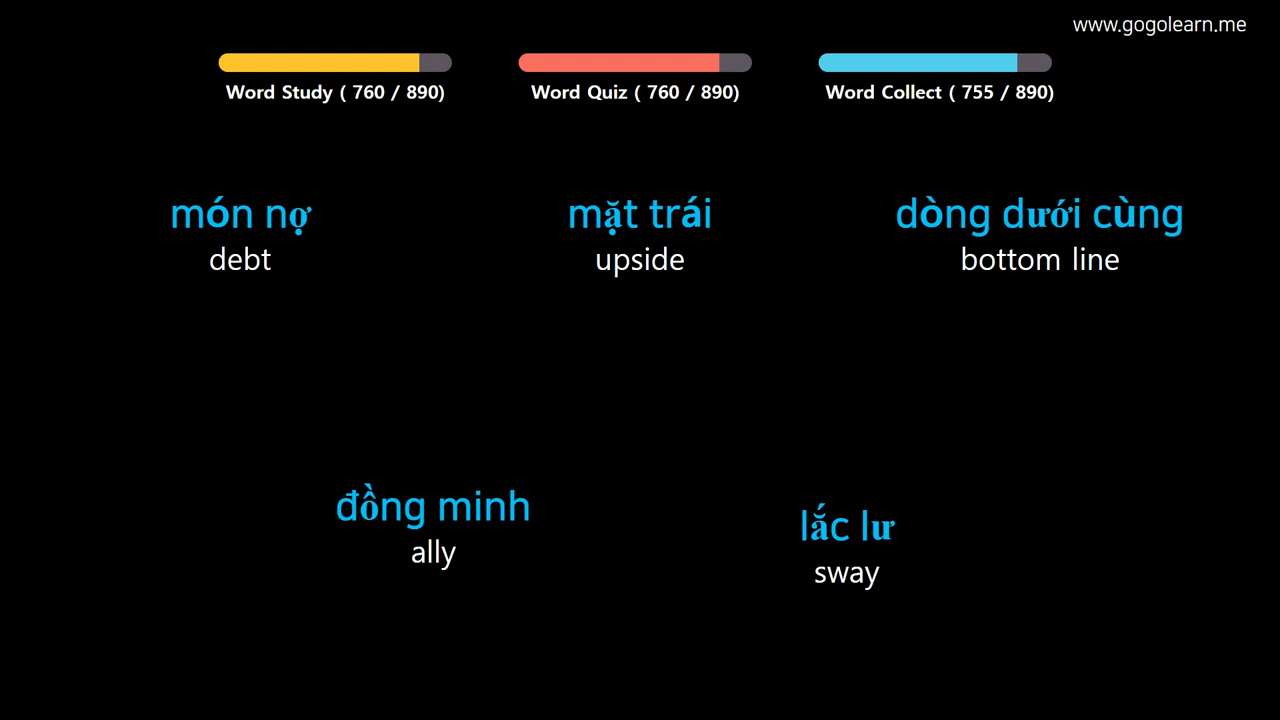 www.gogolearn.me
Word Study ( 760 / 890)
Word Quiz ( 760 / 890)
Word Collect ( 755 / 890)
món nợ
debt
mặt trái
upside
dòng dưới cùng
bottom line
đồng minh
ally
lắc lư
sway